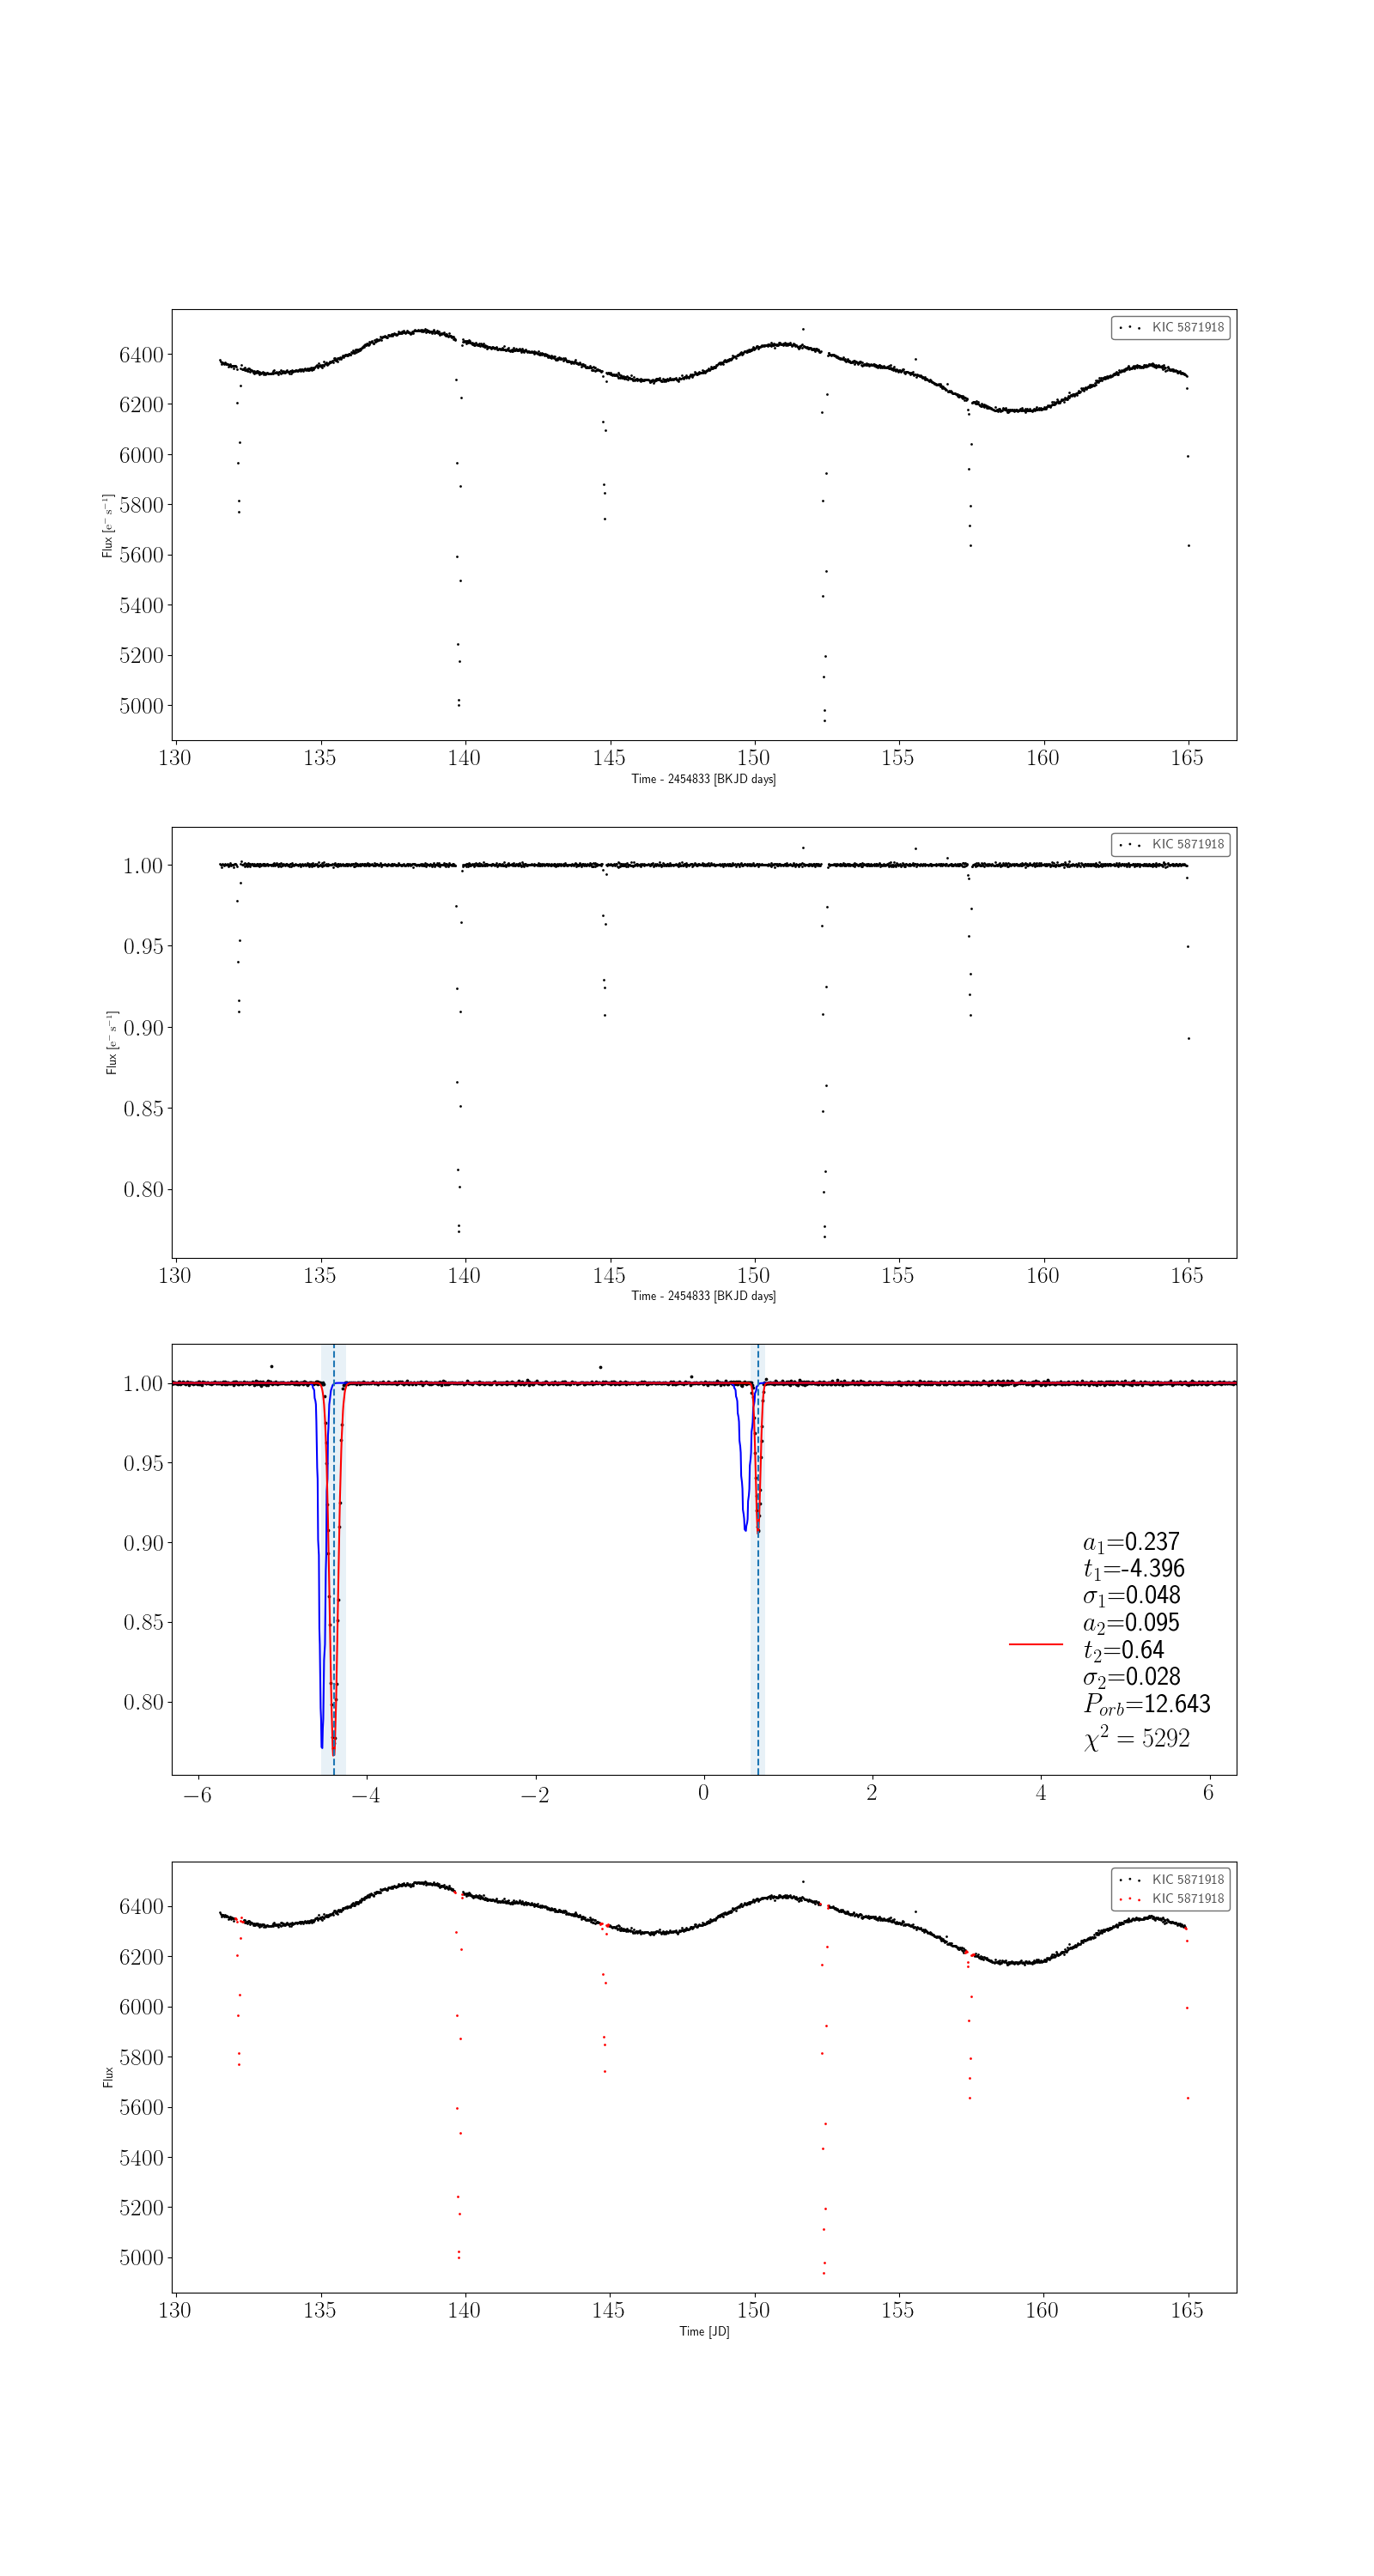 KIC 5871918
6400
6200
6000
5800
5600
5400
5200
5000
Flux [e⁻ s⁻¹]
130 135 140 145 150 155 160 165
Time - 2454833 [BKJD days]
KIC 5871918
1.00
0.95
0.90
0.85
0.80
Flux [e⁻ s⁻¹]
130 135 140 145 150 155 160 165
Time - 2454833 [BKJD days]
1.00
0.95
0.90
0.85
0.80
a₁=0.237
t₁=-4.396
σ₁=0.048
a₂=0.095
t₂=0.64
σ₂=0.028
Pₒᵣb=12.643
χ² = 5292
−6 −4 −2 0 2 4 6
KIC 5871918
KIC 5871918
6400
6200
6000
5800
5600
5400
5200
5000
Flux
130 135 140 145 150 155 160 165
Time [JD]